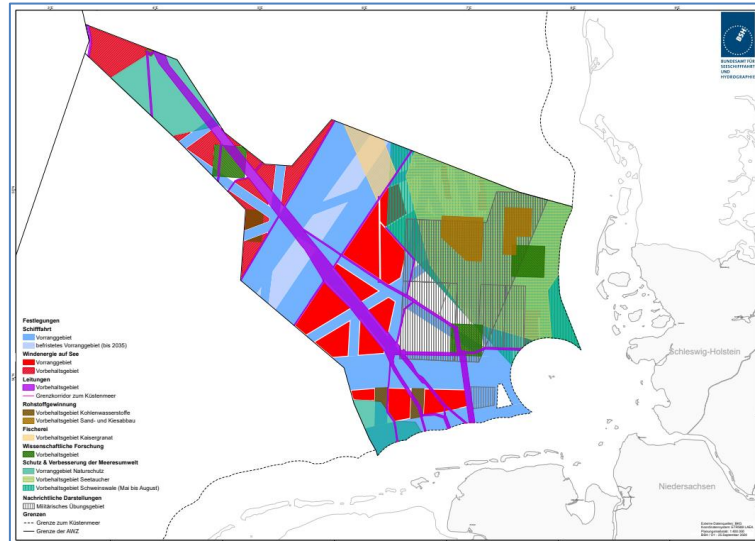 BSH
BUNDESAMT FÜR
SEESCHIFFFAHRT
UND
HYDROGRAPHIE
Festlegungen
Schifffahrt
Vorranggebiet
befristetes Vorranggebiet (bis 2035)
Windenergie auf See
Vorranggebiet
Vorbehaltsgebiet
Leitungen
Vorbehaltsgebiet
Grenzkorridor zum Küstenmeer
Rohstoffgewinnung
Vorbehaltsgebiet Kohlenwasserstoffe
Vorbehaltsgebiet Sand- und Kiesabbau
Fischerei
Vorbehaltsgebiet Kaisergranat
Wissenschaftliche Forschung
Vorbehaltsgebiet
Schutz & Verbesserung der Meeresumwelt
Vorranggebiet Naturschutz
Vorbehaltsgebiet Seetaucher
Vorbehaltsgebiet Schweinswale (Mai bis August)
Nachrichtliche Darstellungen
Militärisches Übungsgebiet
Grenzen
Grenze zum Küstenmeer
Grenze der AWZ
Schleswig-Holstein
Niedersachsen